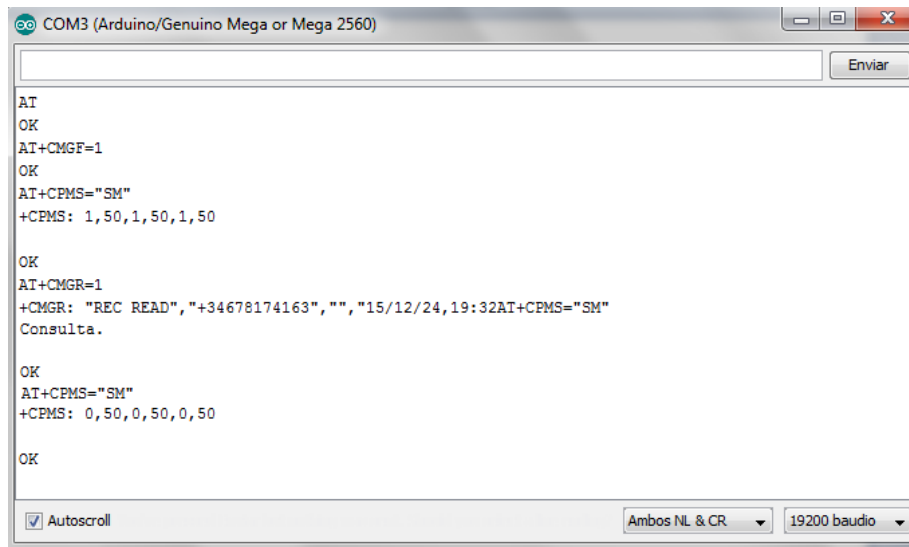 COM3 (Arduino/Genuino Mega or Mega 2560)
Enviar
AT
OK
AT+CMGF=1
OK
AT+CPMS="SM"
+CPMS: 1,50,1,50,1,50
OK
AT+CMGR=1
+CMGR: "REC READ","+34678174163","","15/12/24,19:32AT+CPMS="SM"
Consulta.
OK
AT+CPMS="SM"
+CPMS: 0,50,0,50,0,50
OK
Autoscroll
Ambos NL & CR
19200 baudio